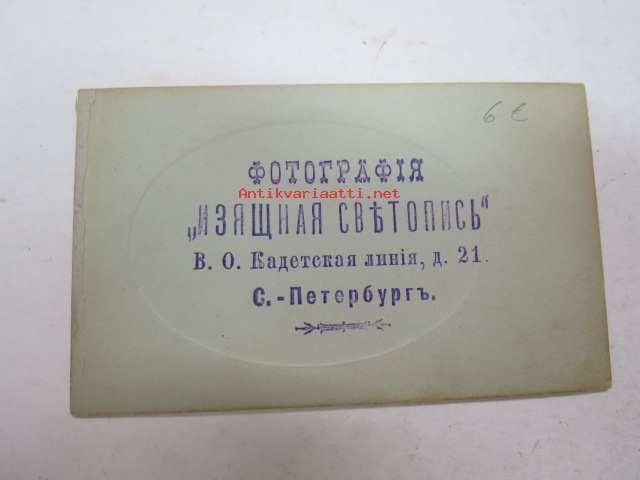 6 €
ФОТОГРАФІЯ
Antikvariaatti.net
„ИЗЯЩНАЯ СВѢТОПИСЬ“
В. О. Кадетская линія, д. 21.
С.-Петербургъ.